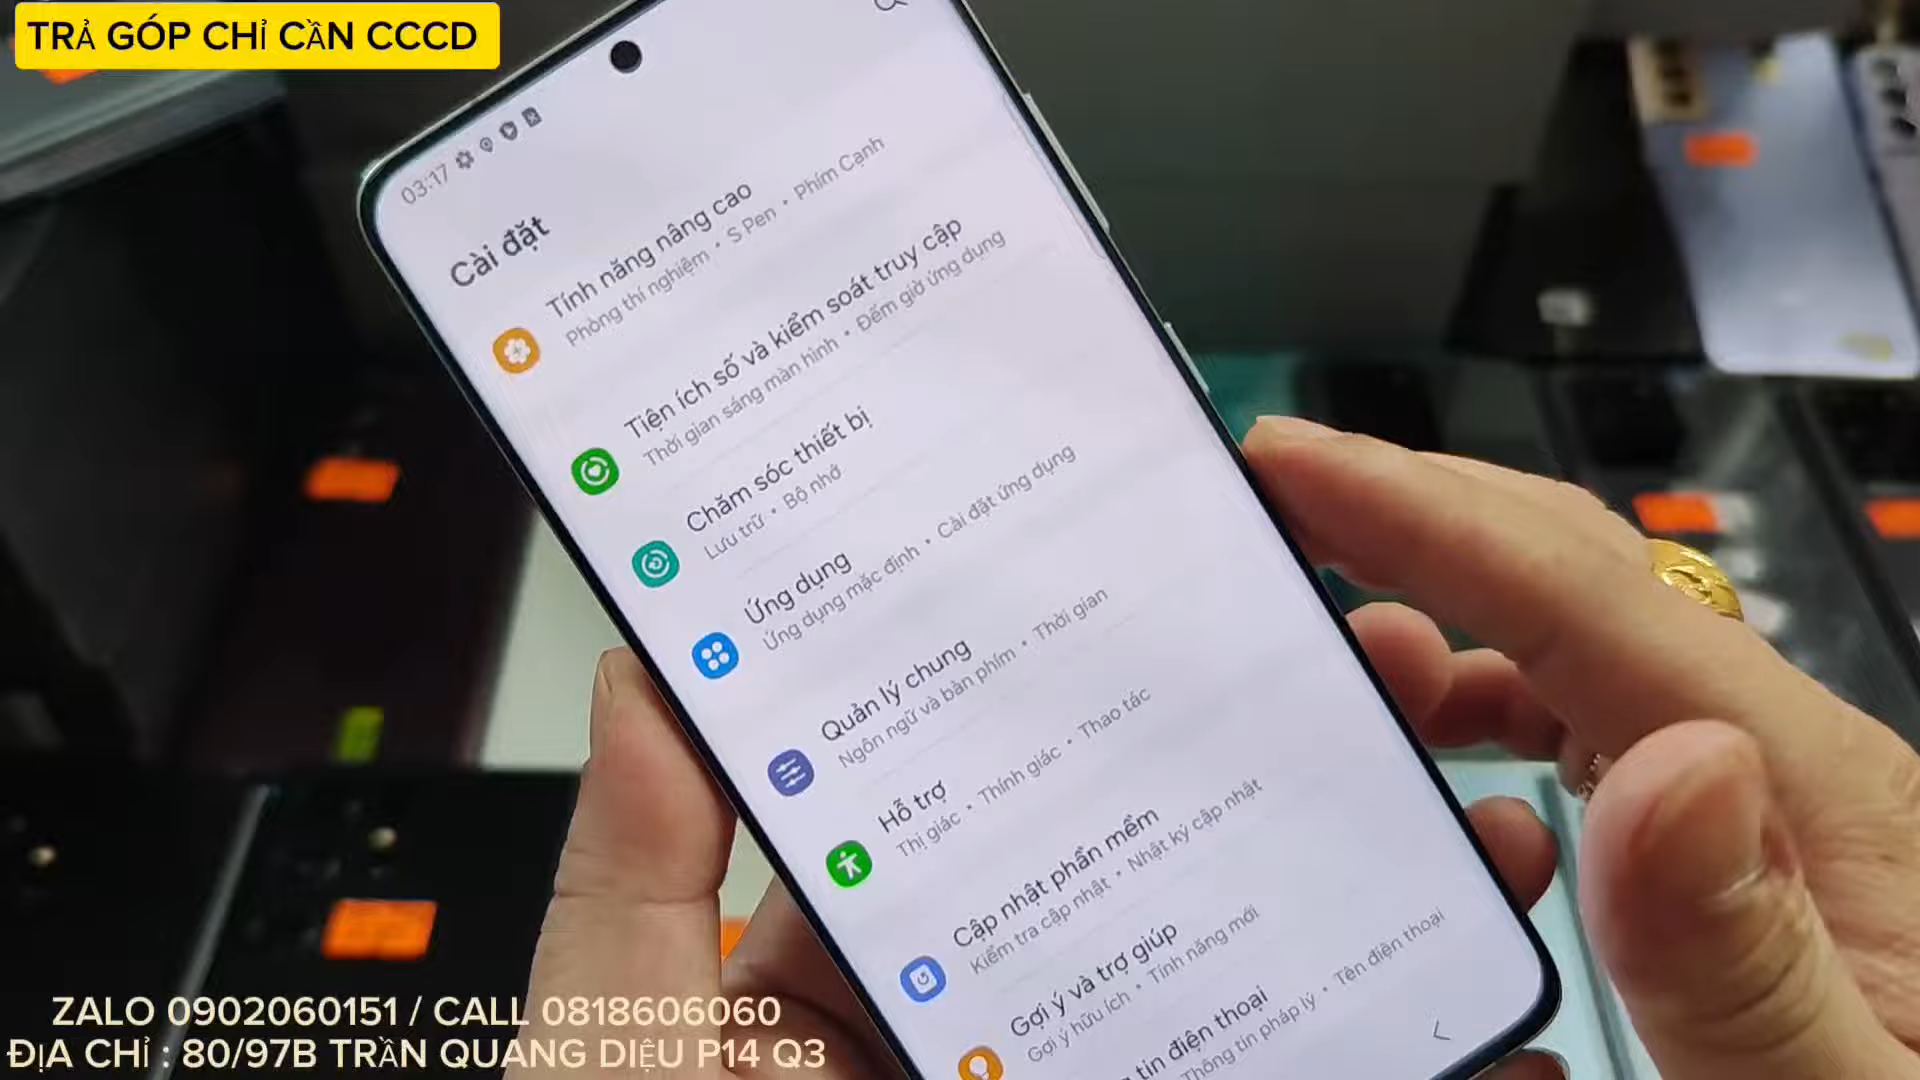 TRẢ GÓP CHỈ CẦN CCCD
03:17
Cài đặt
Tính năng nâng cao
Phòng thí nghiệm • S Pen • Phím Cạnh
Tiện ích số và kiểm soát truy cập
Thời gian sáng màn hình • Đếm giờ ứng dụng
Chăm sóc thiết bị
Lưu trữ • Bộ nhớ
Ứng dụng
Ứng dụng mặc định • Cài đặt ứng dụng
Quản lý chung
Ngôn ngữ và bàn phím • Thời gian
Hỗ trợ
Thị giác • Thính giác • Thao tác
Cập nhật phần mềm
Kiểm tra cập nhật • Nhật ký cập nhật
Gợi ý và trợ giúp
Gợi ý hữu ích • Tính năng mới
tin điện thoại
Thông tin pháp lý • Tên điện thoại
ZALO 0902060151 / CALL 0818606060
ĐỊA CHỈ : 80/97B TRẦN QUANG DIỆU P14 Q3